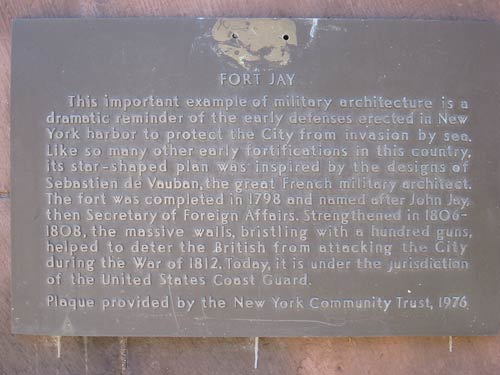 FORT JAY
This important example of military architecture is a
dramatic reminder of the early defenses erected in New
York harbor to protect the City from invasion by sea.
Like so many other early fortifications in this country,
its star-shaped plan was inspired by the designs of
Sebastien de Vauban, the great French military architect.
The fort was completed in 1798 and named after John Jay,
then Secretary of Foreign Affairs. Strengthened in 1806-
1808, the massive walls, bristling with a hundred guns,
helped to deter the British from attacking the City
during the War of 1812. Today, it is under the jurisdiction
of the United States Coast Guard.
Plaque provided by the New York Community Trust, 1976.